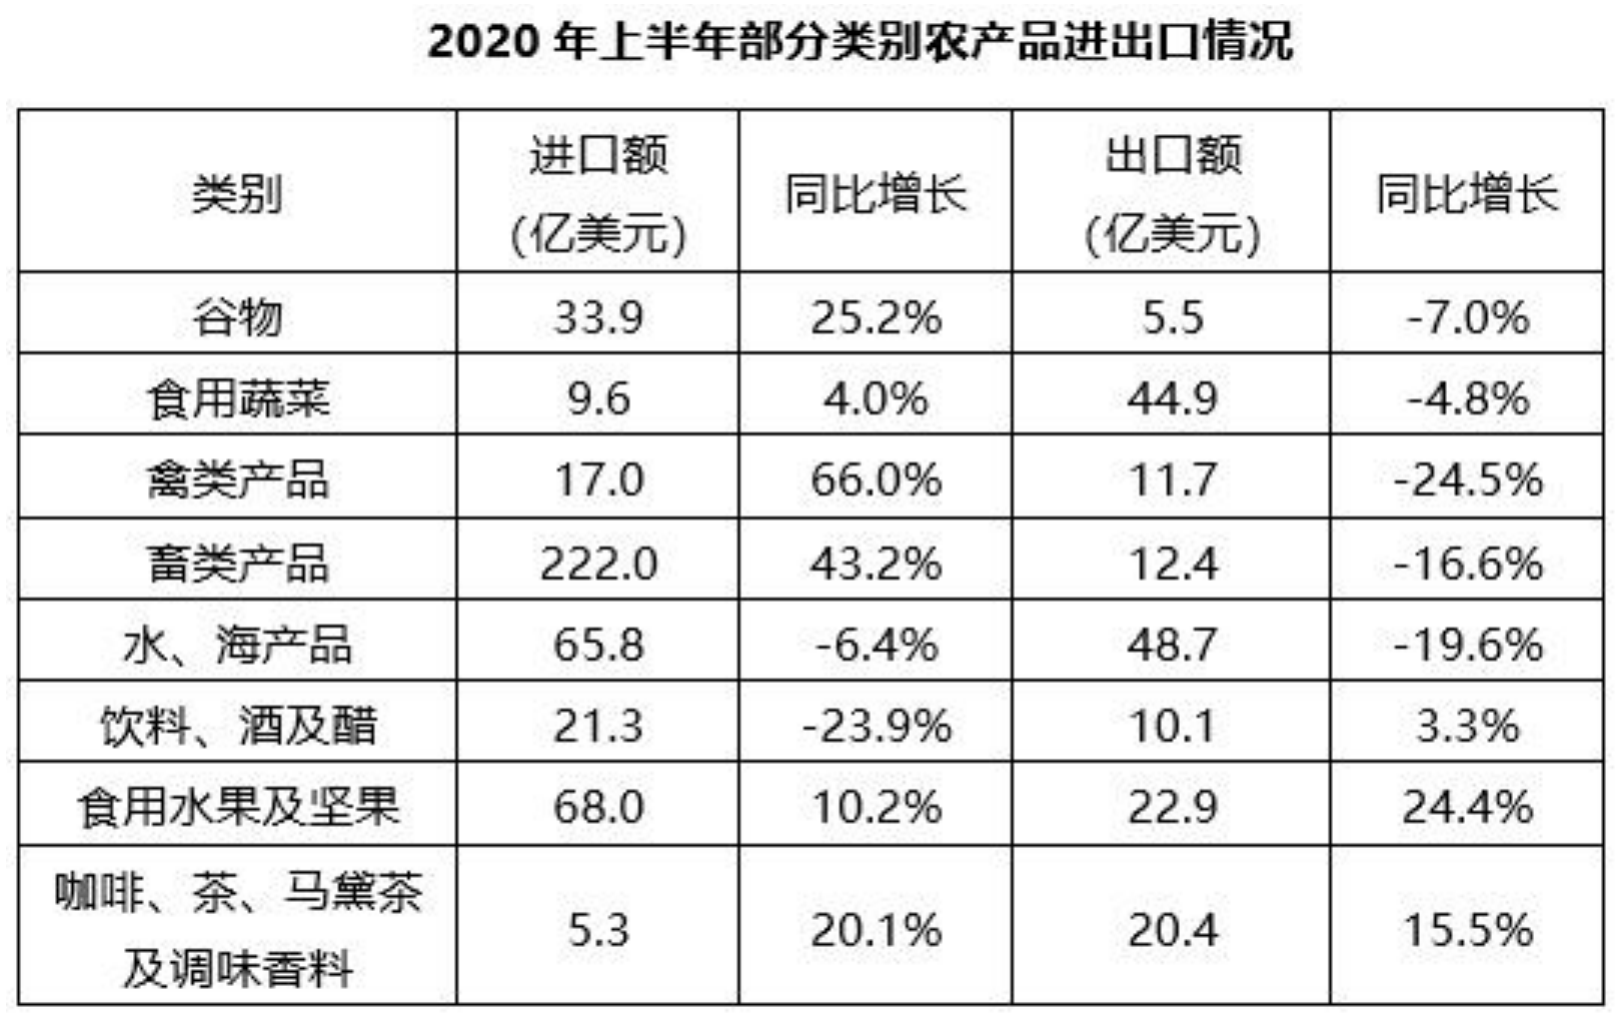 2020 年上半年部分类别农产品进出口情况
类别 进口额 (亿美元) 同比增长 出口额 (亿美元) 同比增长
谷物 33.9 25.2% 5.5 -7.0%
食用蔬菜 9.6 4.0% 44.9 -4.8%
禽类产品 17.0 66.0% 11.7 -24.5%
畜类产品 222.0 43.2% 12.4 -16.6%
水、海产品 65.8 -6.4% 48.7 -19.6%
饮料、酒及醋 21.3 -23.9% 10.1 3.3%
食用水果及坚果 68.0 10.2% 22.9 24.4%
咖啡、茶、马黛茶
及调味香料 5.3 20.1% 20.4 15.5%